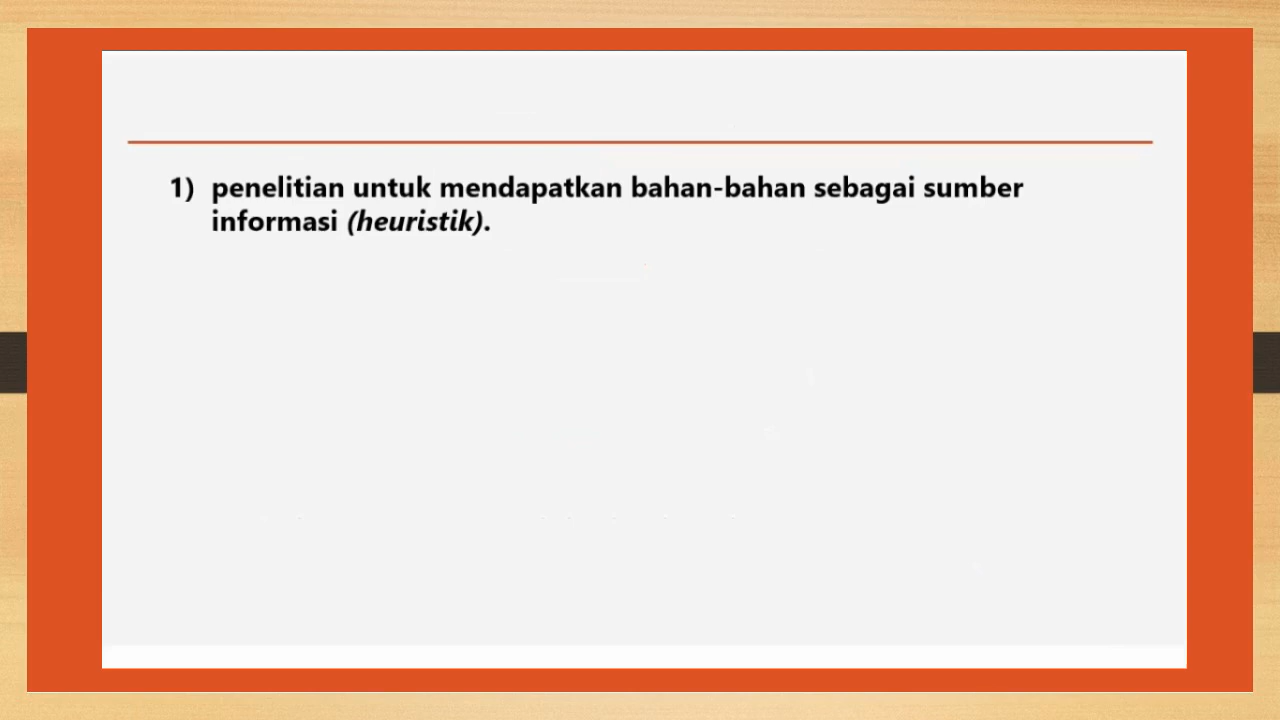 1) penelitian untuk mendapatkan bahan-bahan sebagai sumber
informasi (heuristik).